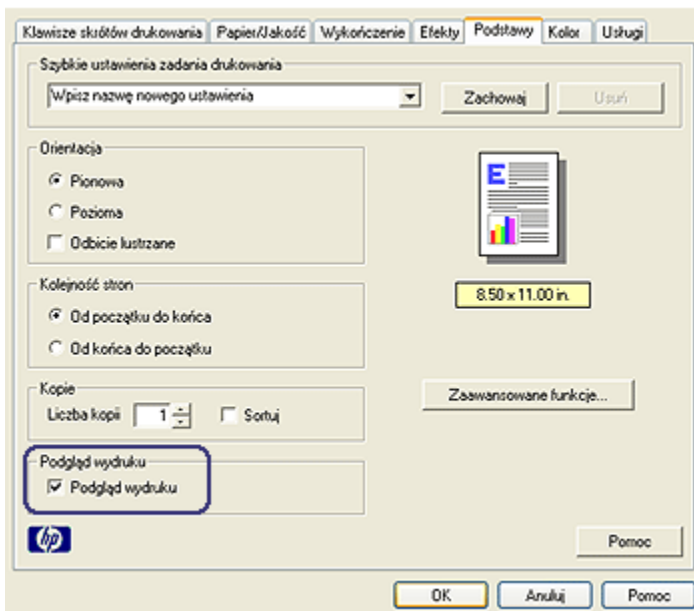 Klawisze skrótów drukowania Papier/Jakość Wykończenie Efekty Podstawy Kolor Usługi
Szybkie ustawienia zadania drukowania
Wpisz nazwę nowego ustawienia Zachowaj Usuń
Orientacja
Pionowa
Pozioma
Odbicie lustrzane
E
8.50 x 11.00 in.
Kolejność stron
Od początku do końca
Od końca do początku
Zaawansowane funkcje...
Kopie
Liczba kopii 1 Sortuj
Podgląd wydruku
Podgląd wydruku
hp
Pomoc
OK Anuluj Pomoc